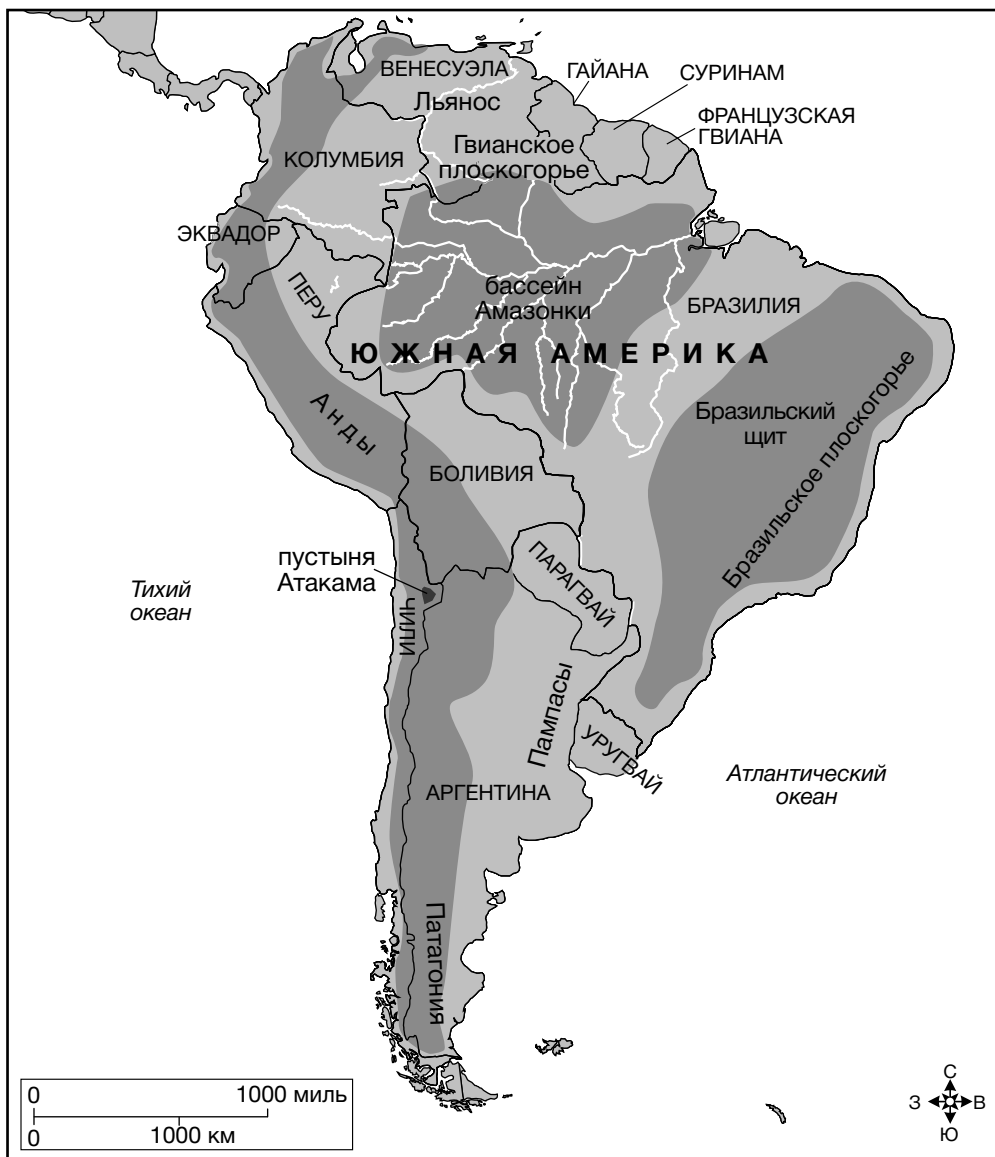 ВЕНЕСУЭЛА
ГАЙАНА
СУРИНАМ
ФРАНЦУЗСКАЯ
ГВИАНА
Льянос
Гвианское
плоскогорье
КОЛУМБИЯ
ЭКВАДОР
ПЕРУ
бассейн
Амазонки
БРАЗИЛИЯ
ЮЖНАЯ АМЕРИКА
Анды
Бразильский
щит
Бразильское плоскогорье
БОЛИВИЯ
пустыня
Атакама
ПАРАГВАЙ
Тихий
океан
ЧИЛИ
Пампасы
УРУГВАЙ
Атлантический
океан
АРГЕНТИНА
Патагония
0 1000 миль
0 1000 км
С
З В
Ю